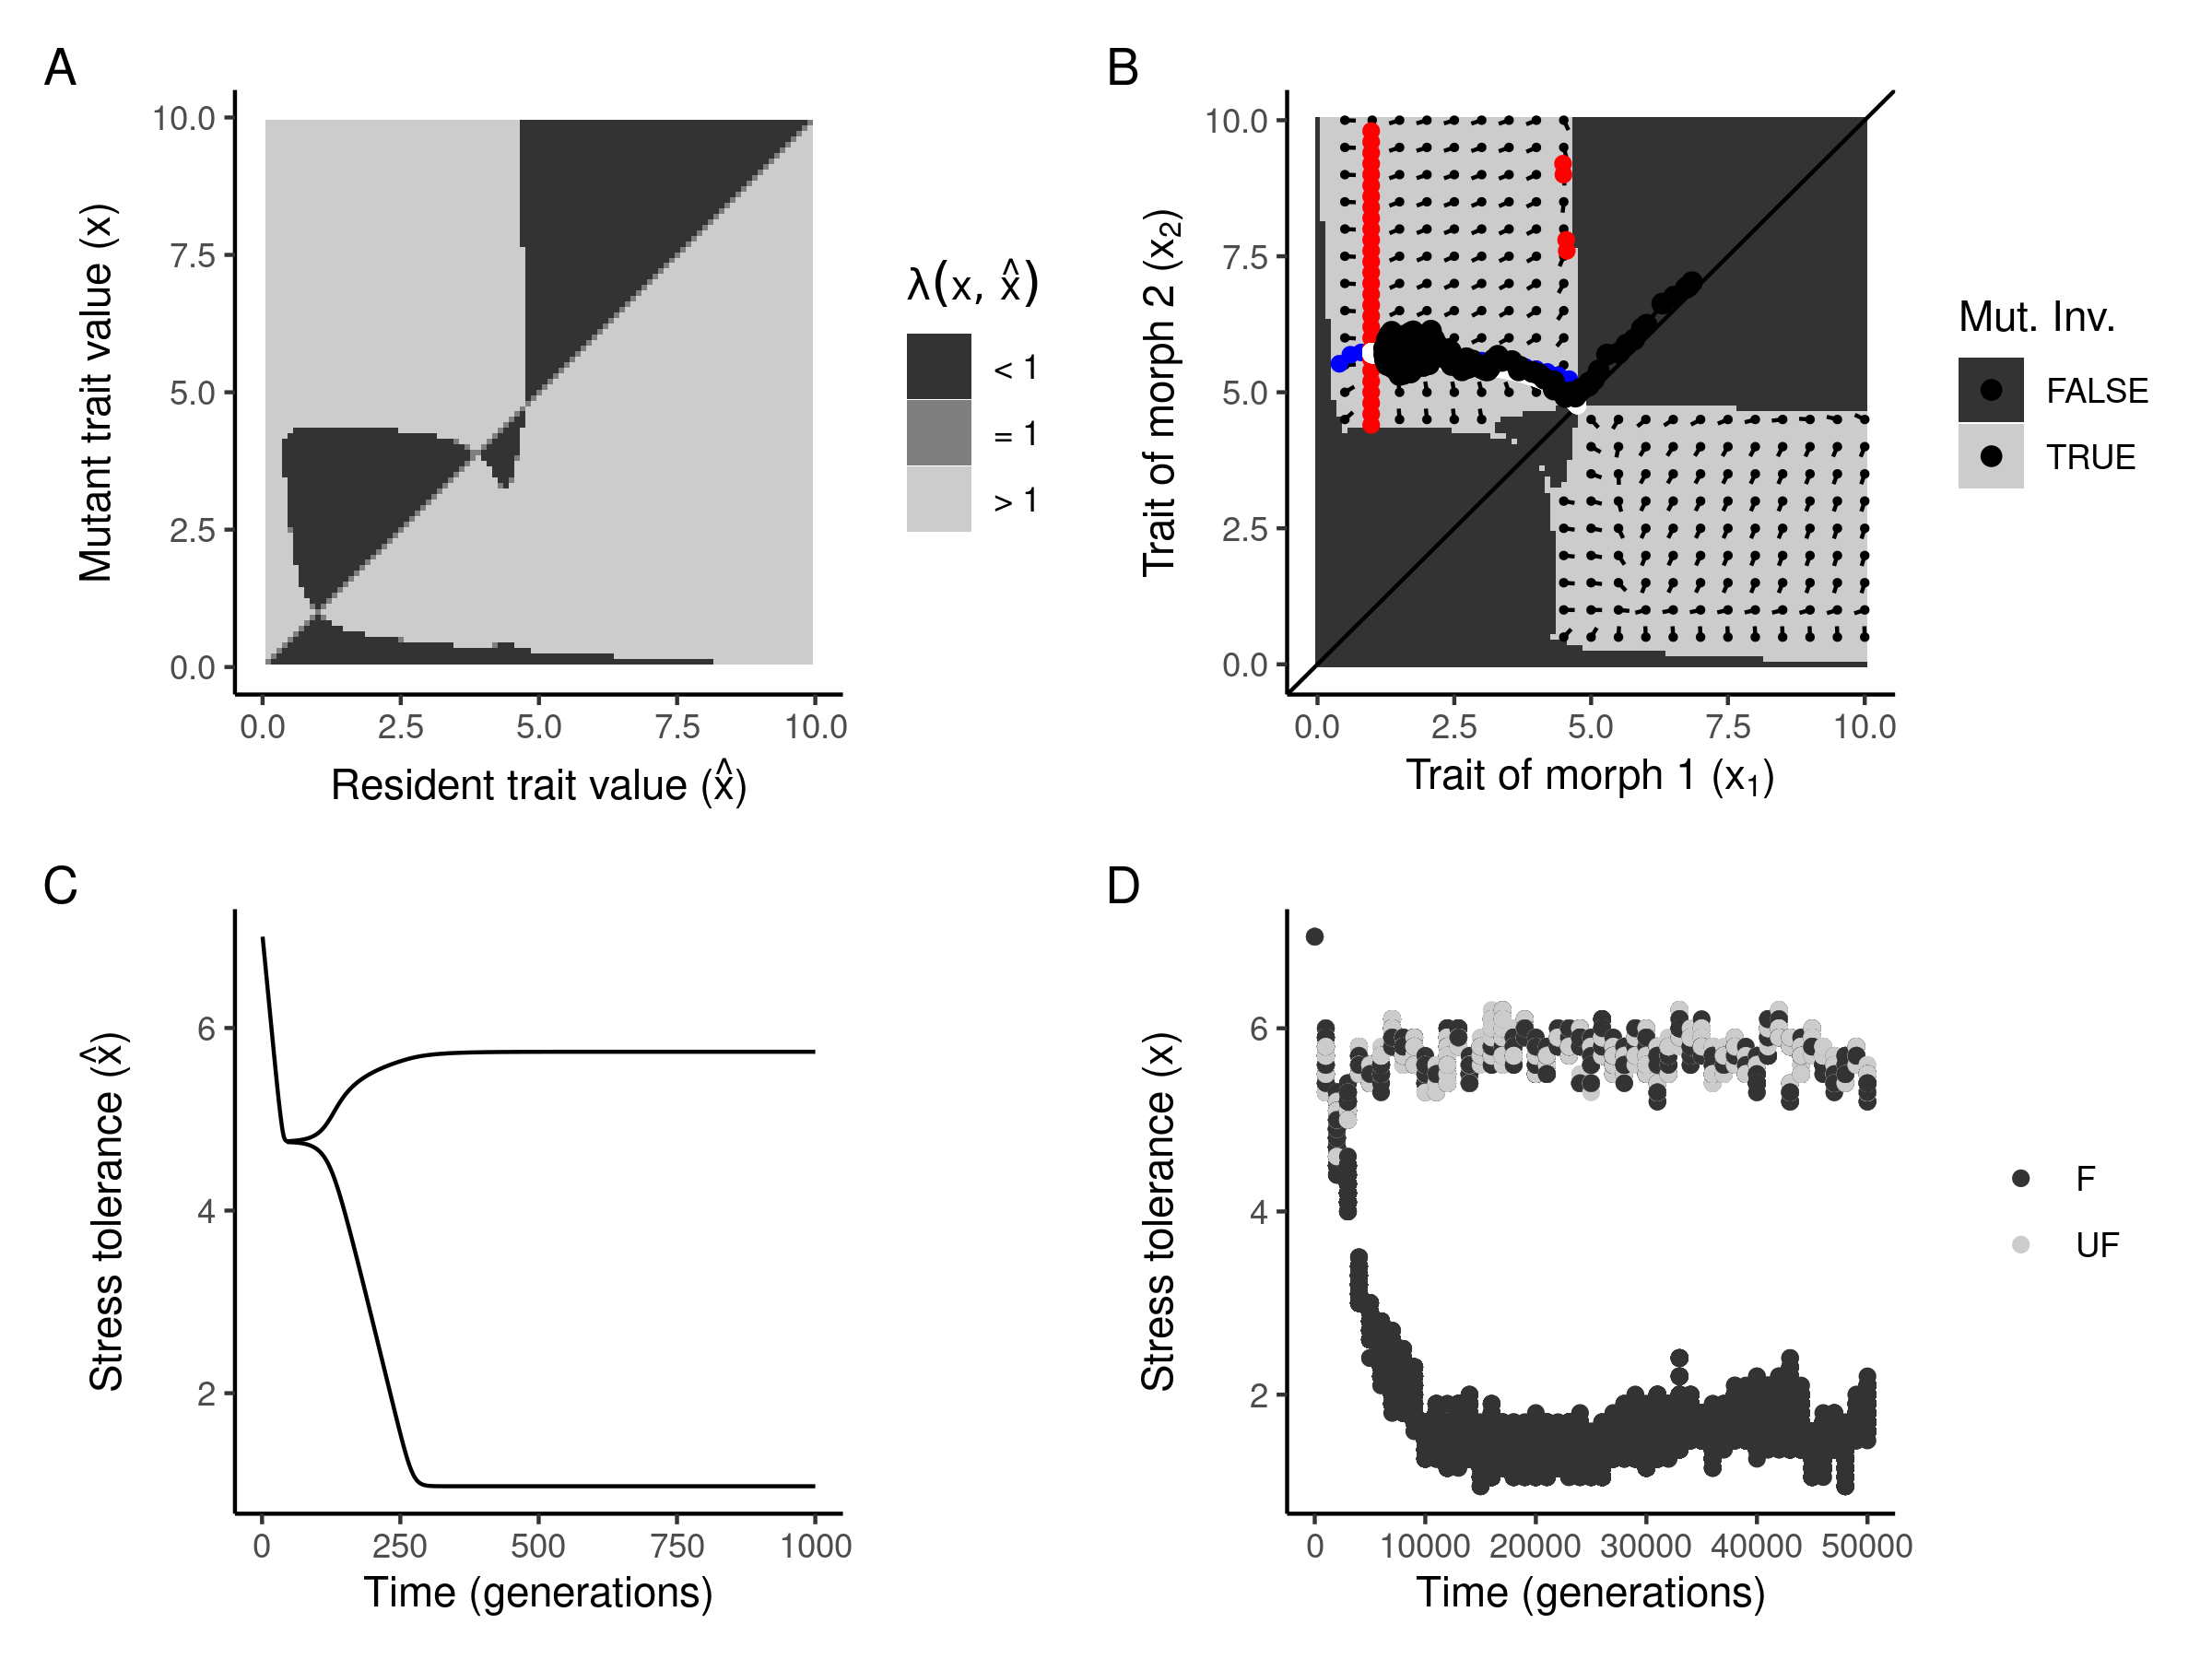 A
10.0
7.5
5.0
2.5
0.0
Mutant trait value (x)
0.0 2.5 5.0 7.5 10.0
Resident trait value (x̂)
λ(x, x̂)
< 1
= 1
> 1
B
10.0
7.5
5.0
2.5
0.0
Trait of morph 2 (x₂)
0.0 2.5 5.0 7.5 10.0
Trait of morph 1 (x₁)
Mut. Inv.
FALSE
TRUE
C
6
4
2
Stress tolerance (x̂)
0 250 500 750 1000
Time (generations)
D
6
4
2
Stress tolerance (x)
0 10000 20000 30000 40000 50000
Time (generations)
F
UF